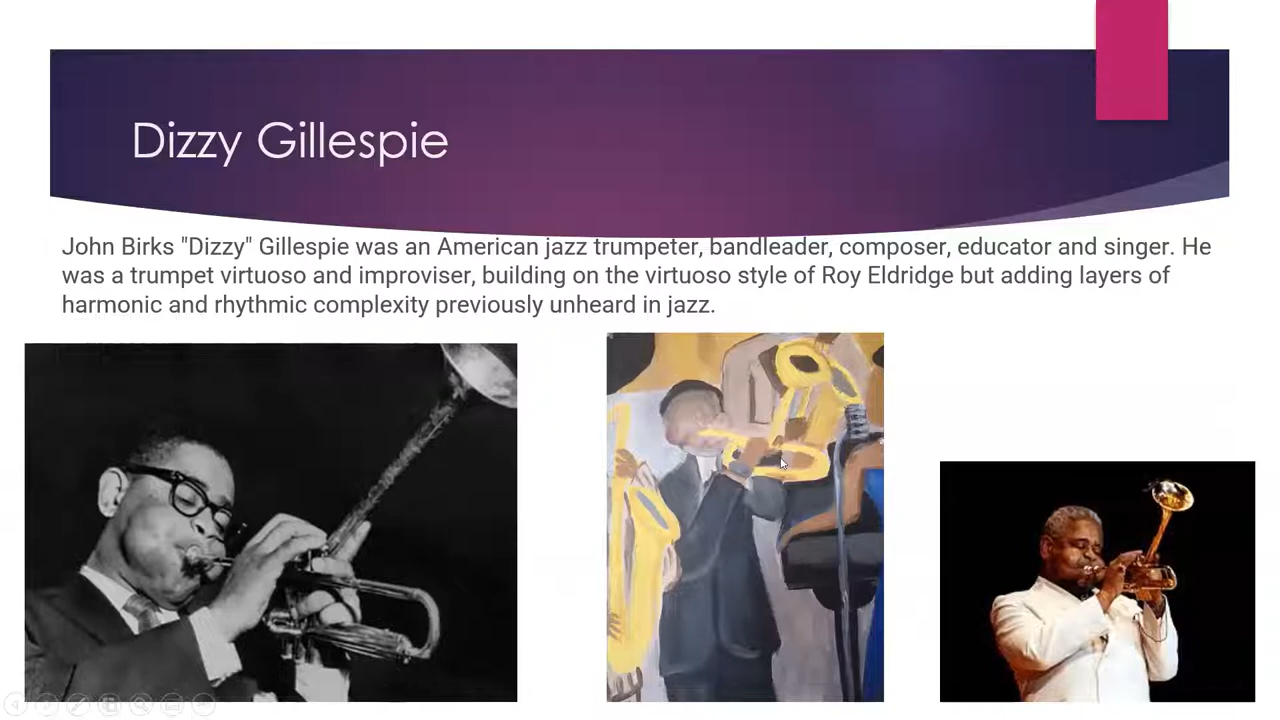 Dizzy Gillespie
John Birks "Dizzy" Gillespie was an American jazz trumpeter, bandleader, composer, educator and singer. He
was a trumpet virtuoso and improviser, building on the virtuoso style of Roy Eldridge but adding layers of
harmonic and rhythmic complexity previously unheard in jazz.